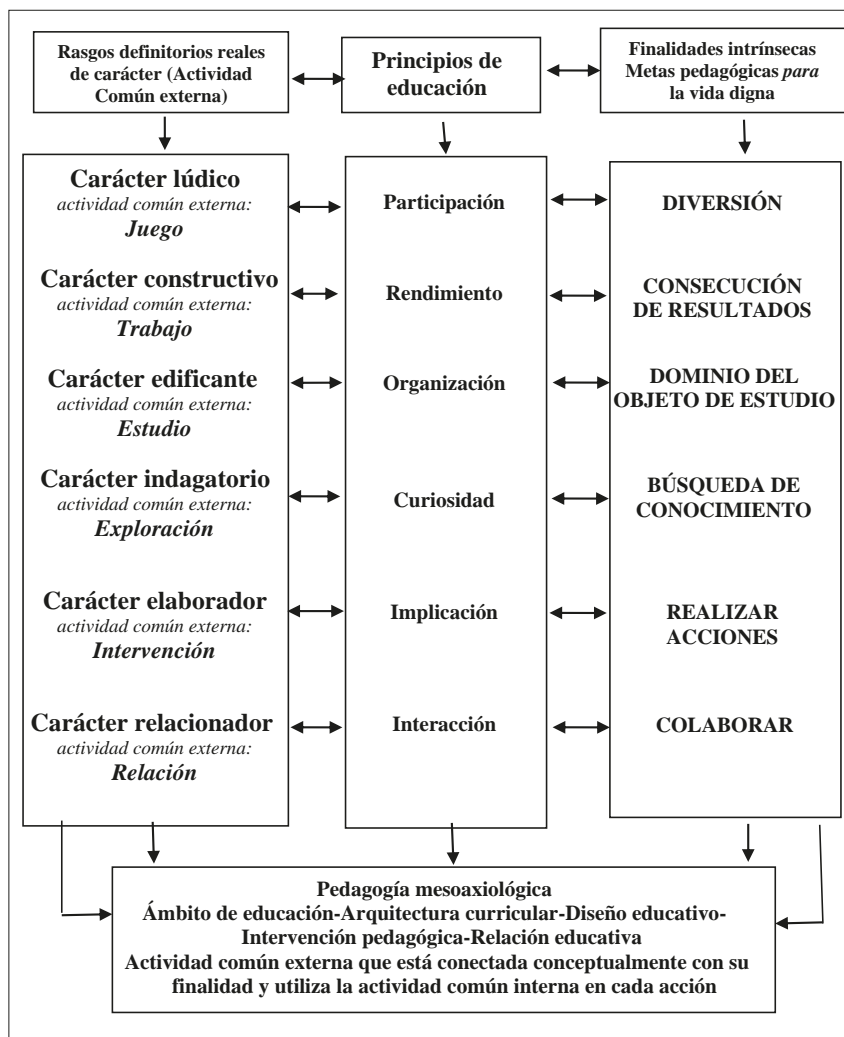 Rasgos definitorios reales
de carácter (Actividad
Común externa)
Principios de
educación
Finalidades intrínsecas
Metas pedagógicas para
la vida digna
Carácter lúdico
actividad común externa:
Juego
Carácter constructivo
actividad común externa:
Trabajo
Carácter edificante
actividad común externa:
Estudio
Carácter indagatorio
actividad común externa:
Exploración
Carácter elaborador
actividad común externa:
Intervención
Carácter relacionador
actividad común externa:
Relación
Participación
Rendimiento
Organización
Curiosidad
Implicación
Interacción
DIVERSIÓN
CONSECUCIÓN
DE RESULTADOS
DOMINIO DEL
OBJETO DE ESTUDIO
BÚSQUEDA DE
CONOCIMIENTO
REALIZAR
ACCIONES
COLABORAR
Pedagogía mesoaxiológica
Ámbito de educación-Arquitectura curricular-Diseño educativo-
Intervención pedagógica-Relación educativa
Actividad común externa que está conectada conceptualmente con su
finalidad y utiliza la actividad común interna en cada acción